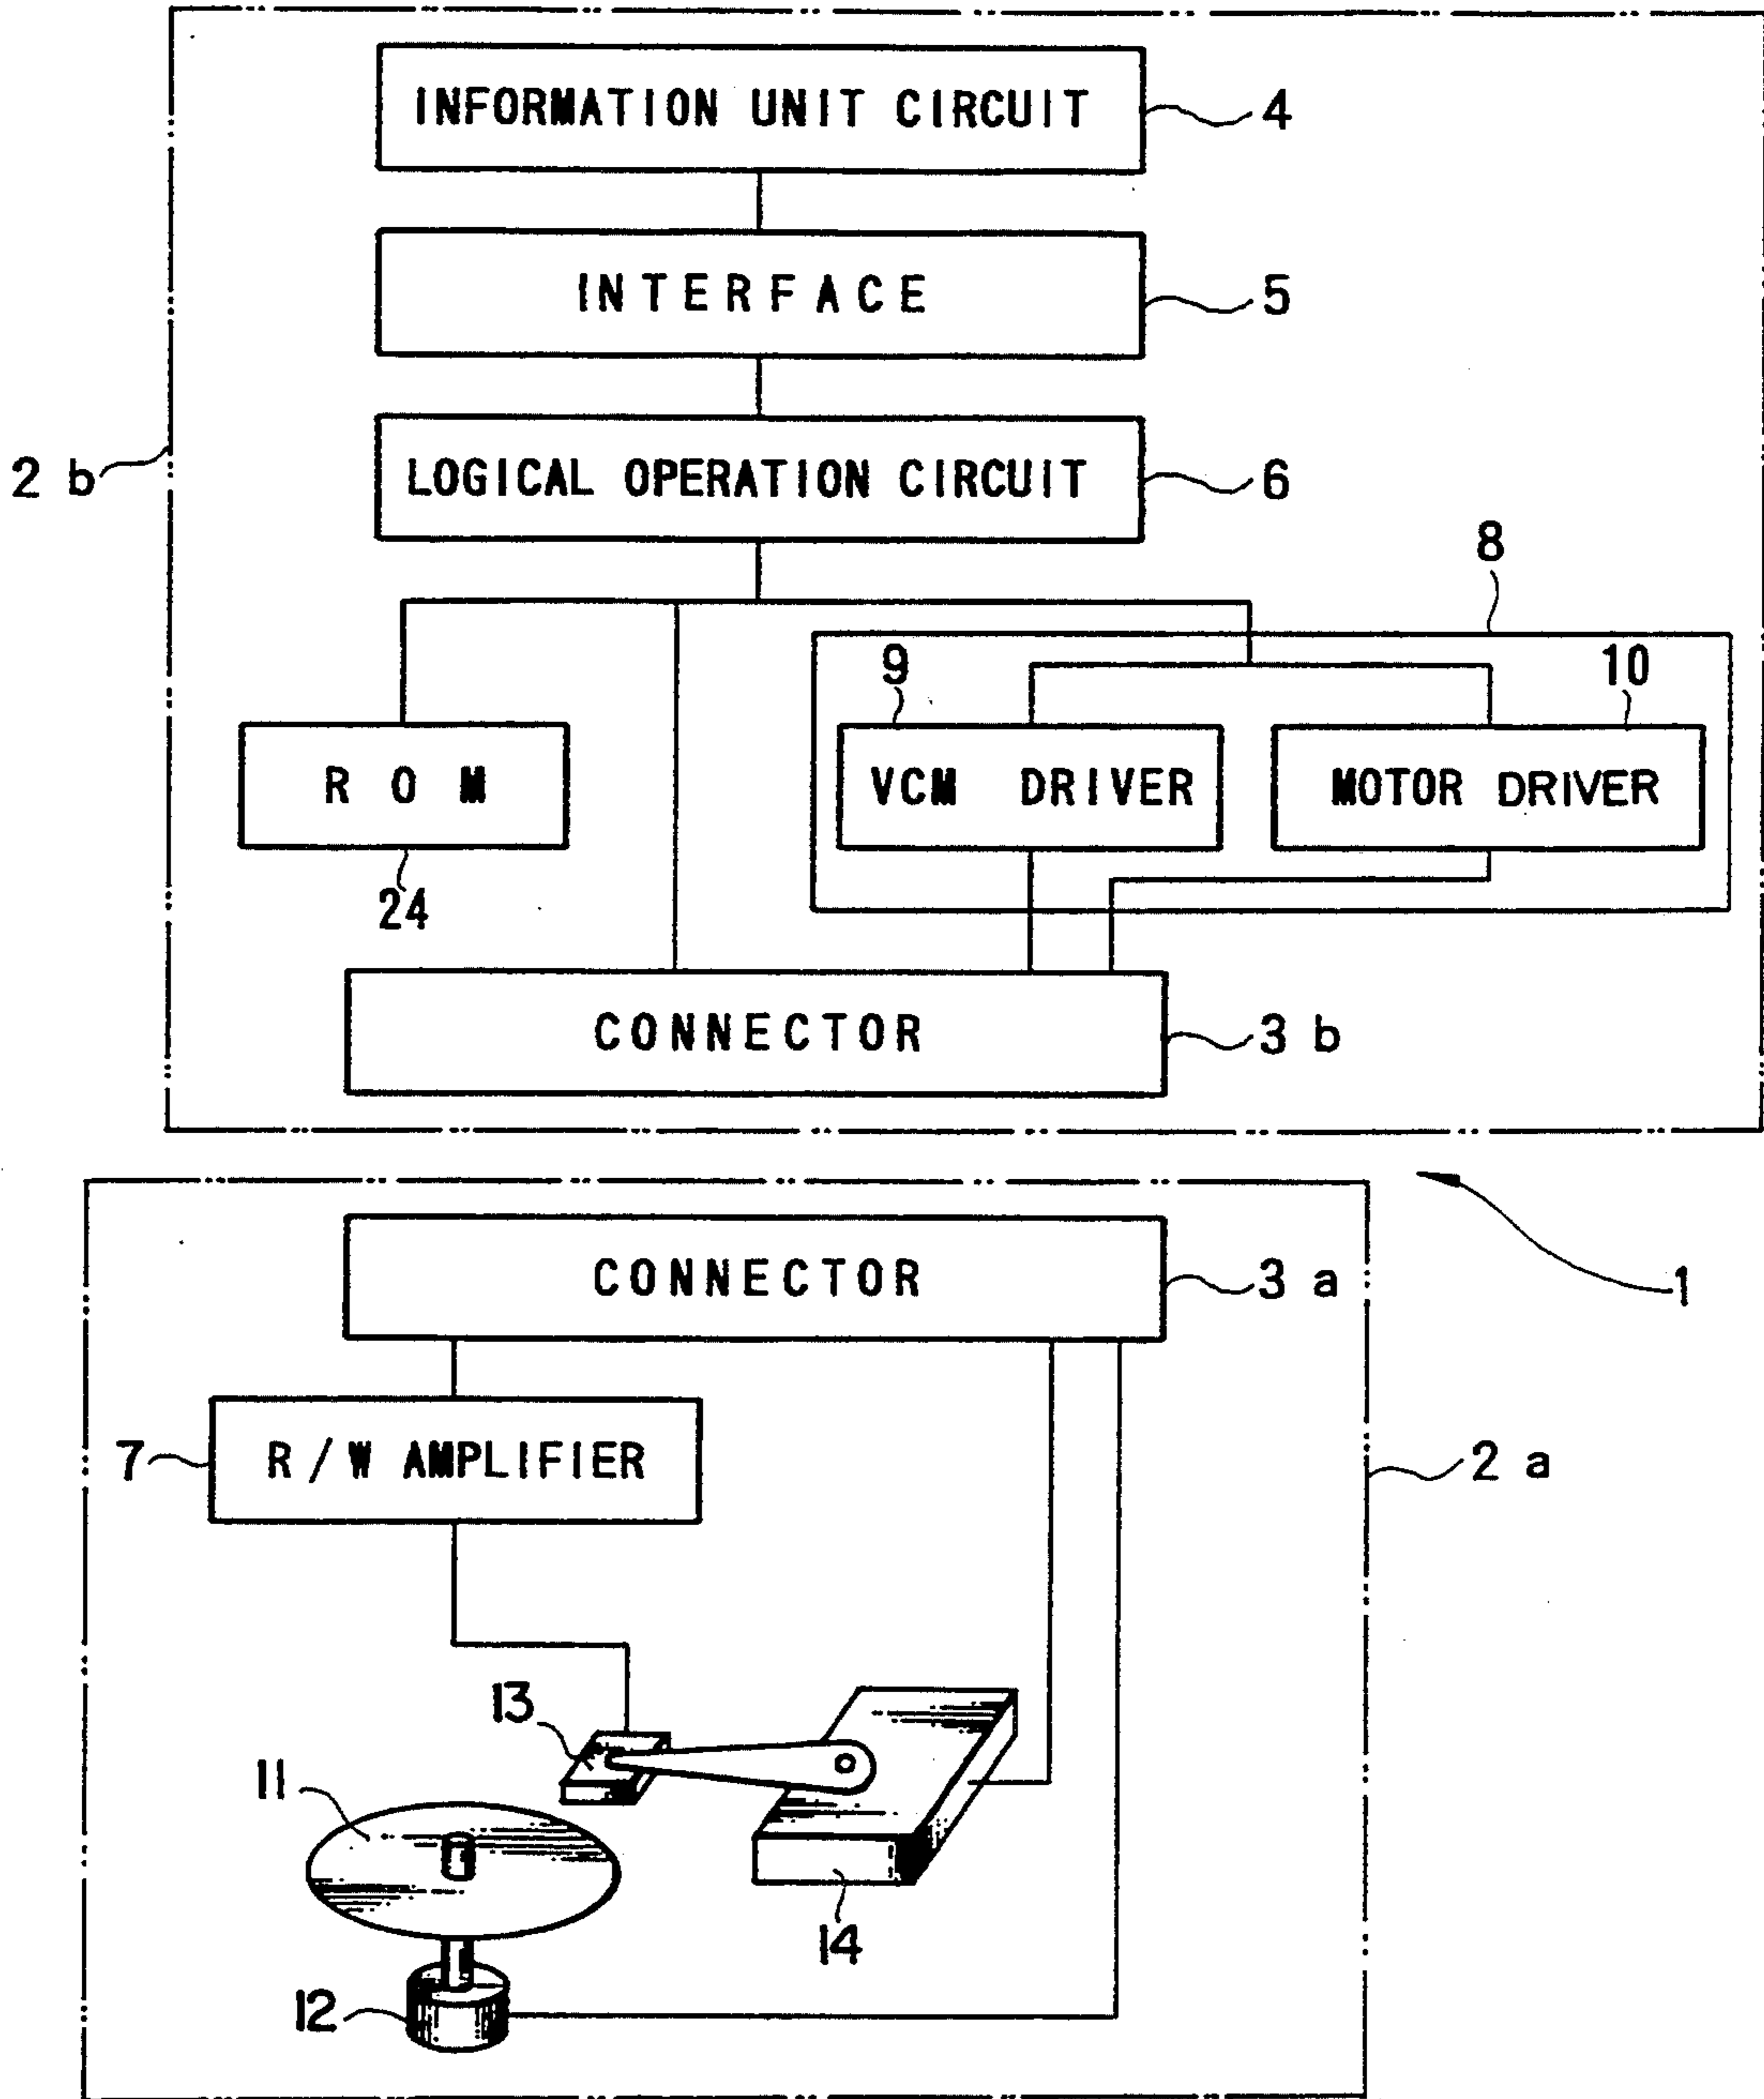 INFORMATION UNIT CIRCUIT
4
INTERFACE
5
2 b
LOGICAL OPERATION CIRCUIT
6
8
9
10
ROM
VCM DRIVER
MOTOR DRIVER
24
CONNECTOR
3 b
CONNECTOR
3 a
1
7
R/W AMPLIFIER
2 a
13
11
14
12